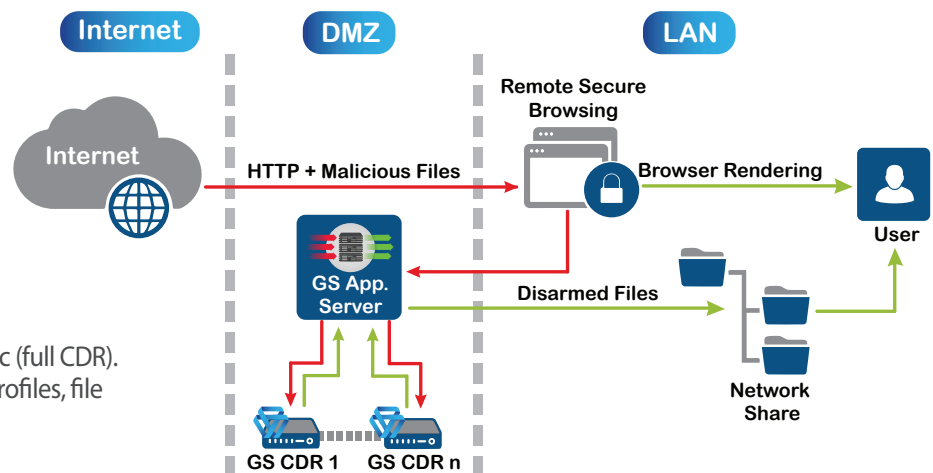 Internet
DMZ
LAN
Remote Secure
Browsing
Internet
HTTP + Malicious Files
Browser Rendering
User
GS App.
Server
Disarmed Files
c (full CDR).
rofiles, file
Network
Share
GS CDR 1
GS CDR n